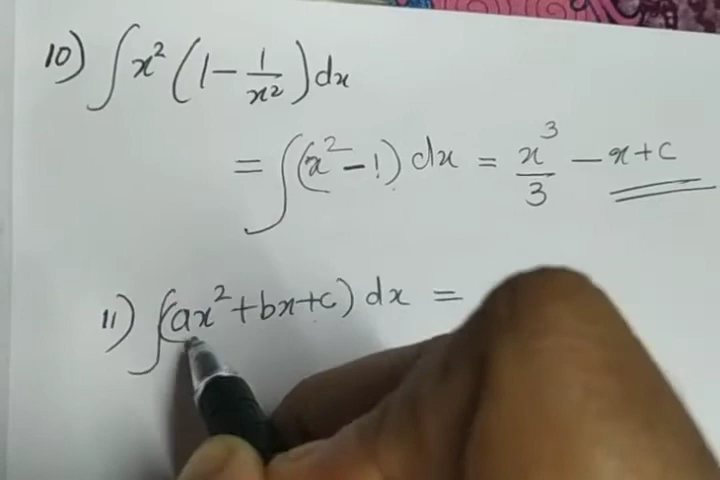 10) ∫x²(1 - 1/x²)dx
= ∫(x² - 1) dx = x³/3 - x + c
11) ∫(ax² + bx + c) dx =